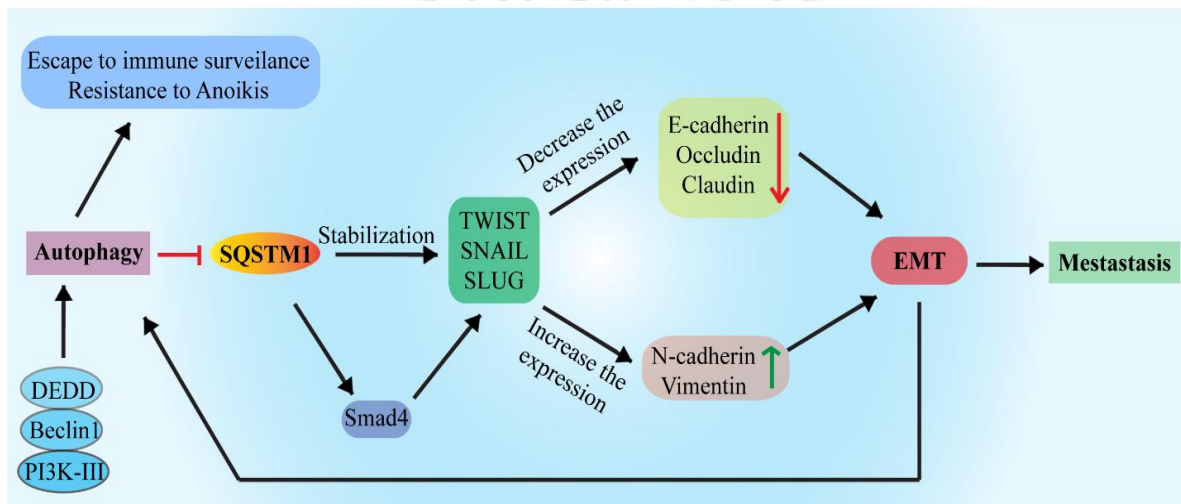 Escape to immune surveilance
Resistance to Anoikis
Autophagy
SQSTM1
Stabilization
TWIST
SNAIL
SLUG
Decrease the
expression
E-cadherin
Occludin
Claudin
EMT
Mestastasis
Increase the
expression
N-cadherin
Vimentin
Smad4
DEDD
Beclin1
PI3K-III